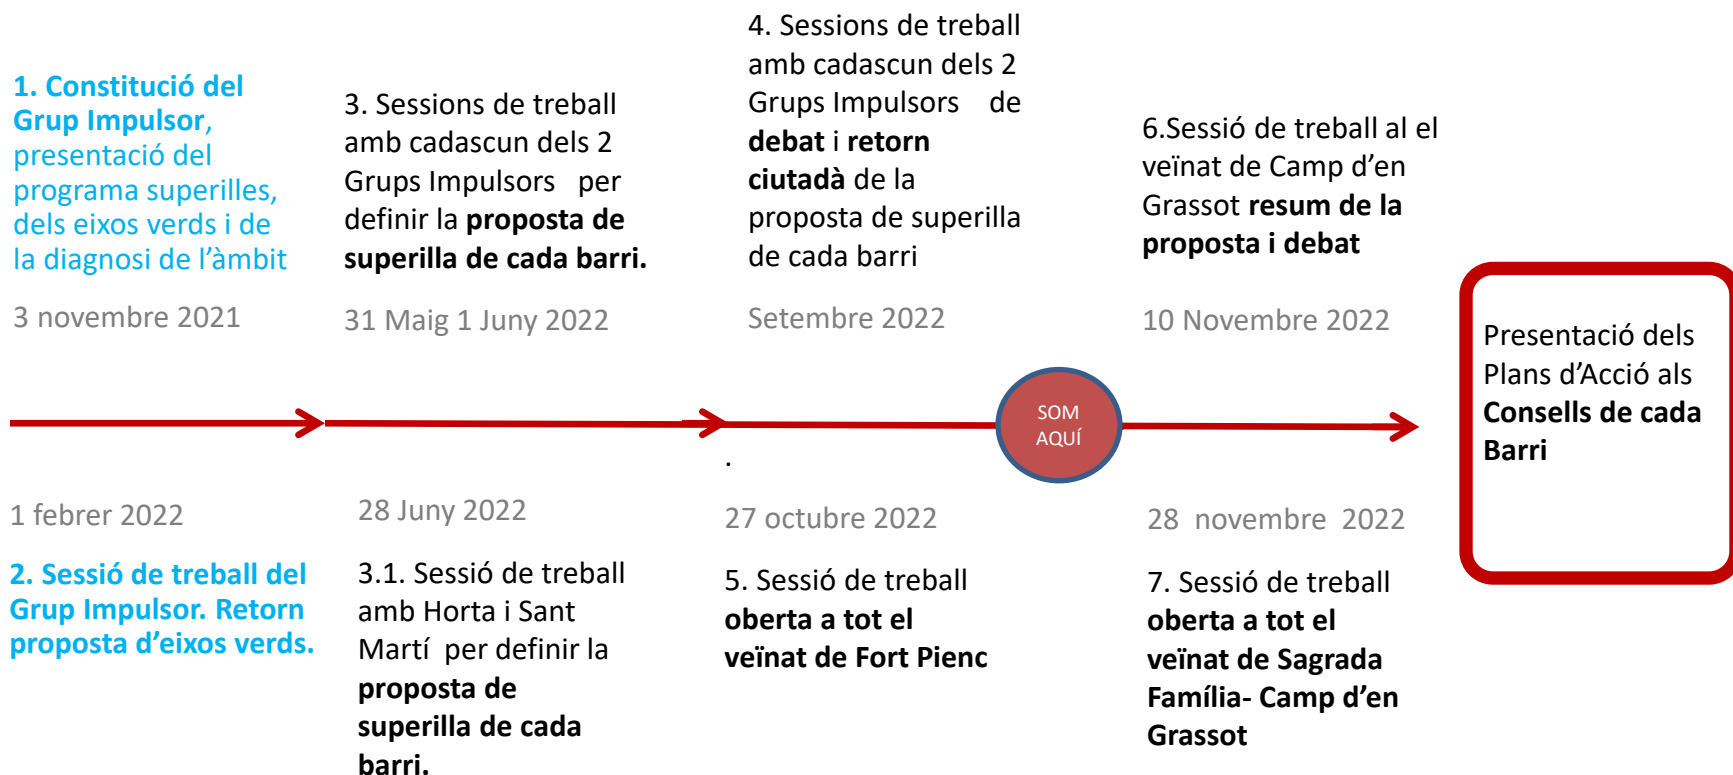 1. Constitució del
Grup Impulsor,
presentació del
programa superilles,
dels eixos verds i de
la diagnosi de l'àmbit
3 novembre 2021
3. Sessions de treball
amb cadascun dels 2
Grups Impulsors per
definir la proposta de
superilla de cada barri.
31 Maig 1 Juny 2022
4. Sessions de treball
amb cadascun dels 2
Grups Impulsors de
debat i retorn
ciutadà de la
proposta de superilla
de cada barri
Setembre 2022
6.Sessió de treball al el
veïnat de Camp d'en
Grassot resum de la
proposta i debat
10 Novembre 2022
Presentació dels
Plans d'Acció als
Consells de cada
Barri
SOM
AQUÍ
.
1 febrer 2022
2. Sessió de treball del
Grup Impulsor. Retorn
proposta d'eixos verds.
28 Juny 2022
3.1. Sessió de treball
amb Horta i Sant
Martí per definir la
proposta de
superilla de cada
barri.
27 octubre 2022
5. Sessió de treball
oberta a tot el
veïnat de Fort Pienc
28 novembre 2022
7. Sessió de treball
oberta a tot el
veïnat de Sagrada
Família- Camp d'en
Grassot